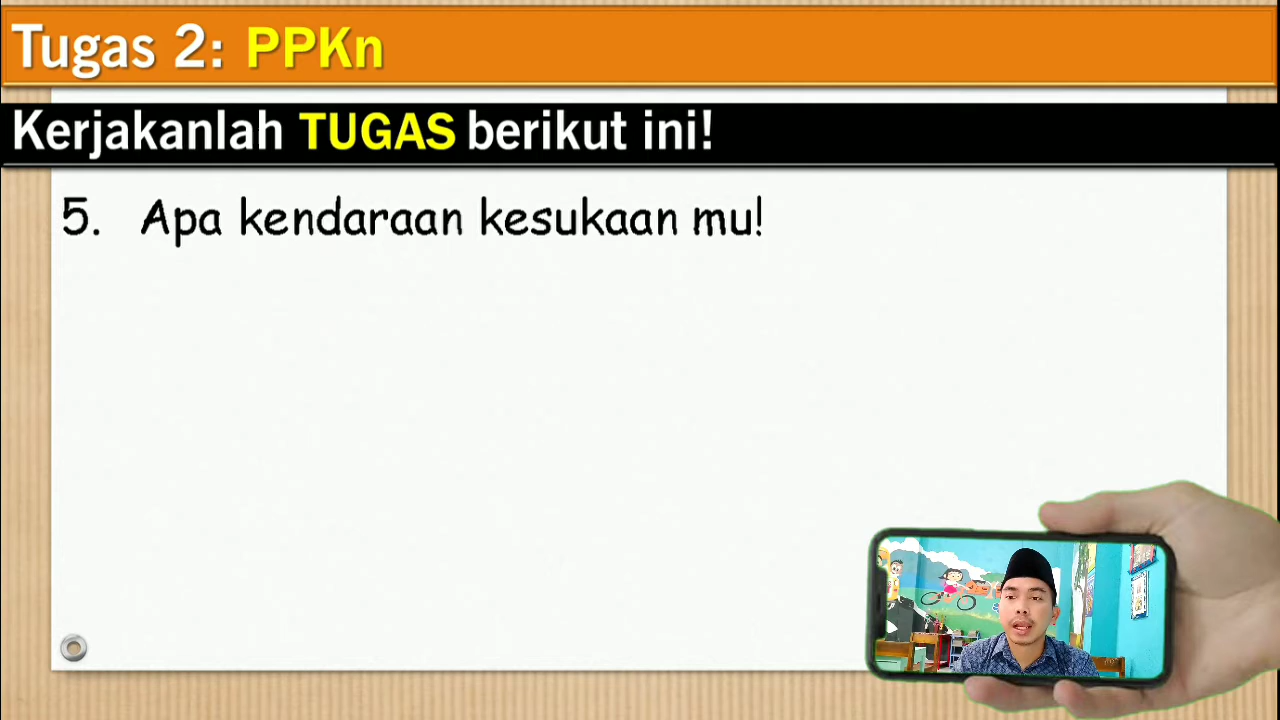 Tugas 2: PPKn
Kerjakanlah TUGAS berikut ini!
5. Apa kendaraan kesukaan mu!